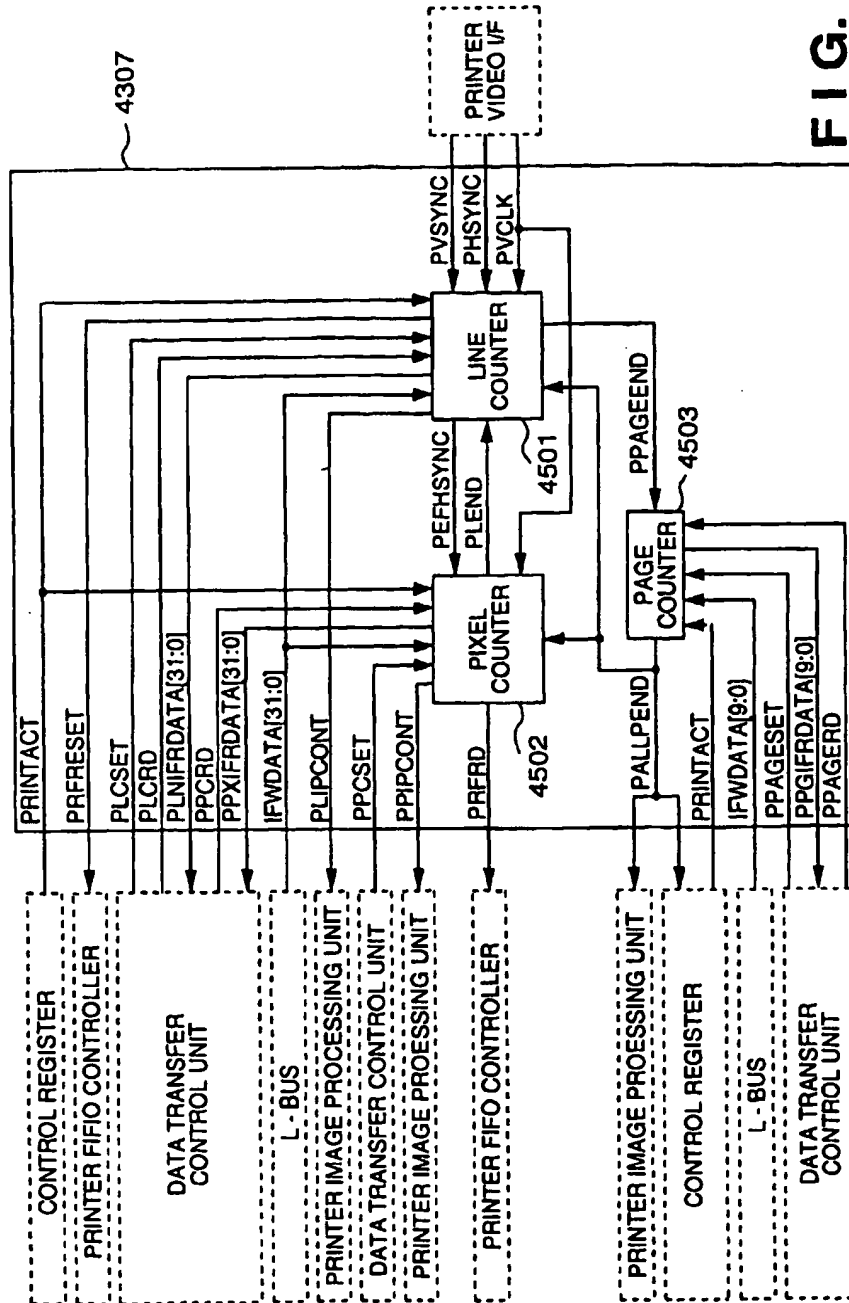 CONTROL REGISTER
PRINTER FIFIO CONTROLLER
DATA TRANSFER
CONTROL UNIT
L - BUS
PRINTER IMAGE PROCESSING UNIT
DATA TRANSFER CONTROL UNIT
PRINTER IMAGE PROESSING UNIT
PRINTER FIFO CONTROLLER
PRINTER IMAGE PROESSING UNIT
CONTROL REGISTER
L - BUS
DATA TRANSFER
CONTROL UNIT
PRINTACT
PRFRESET
PLCSET
PLCRD
PLNIFRDATA[31:0]
PPCRD
PPXIFRDATA[31:0]
IFWDATA[31:0]
PLIPCONT
PPCSET
PPIPCONT
PRFRD
4502
PALLPEND
PRINTACT
IFWDATA[9:0]
PPAGESET
PPGIFRDATA[9:0]
PPAGERD
PIXEL
COUNTER
PEFHSYNC
PLEND
4501
LINE
COUNTER
PAGE
COUNTER
4503
PPAGEEND
PVSYNC
PHSYNC
PVCLK
4307
PRINTER
VIDEO I/F
FIG.